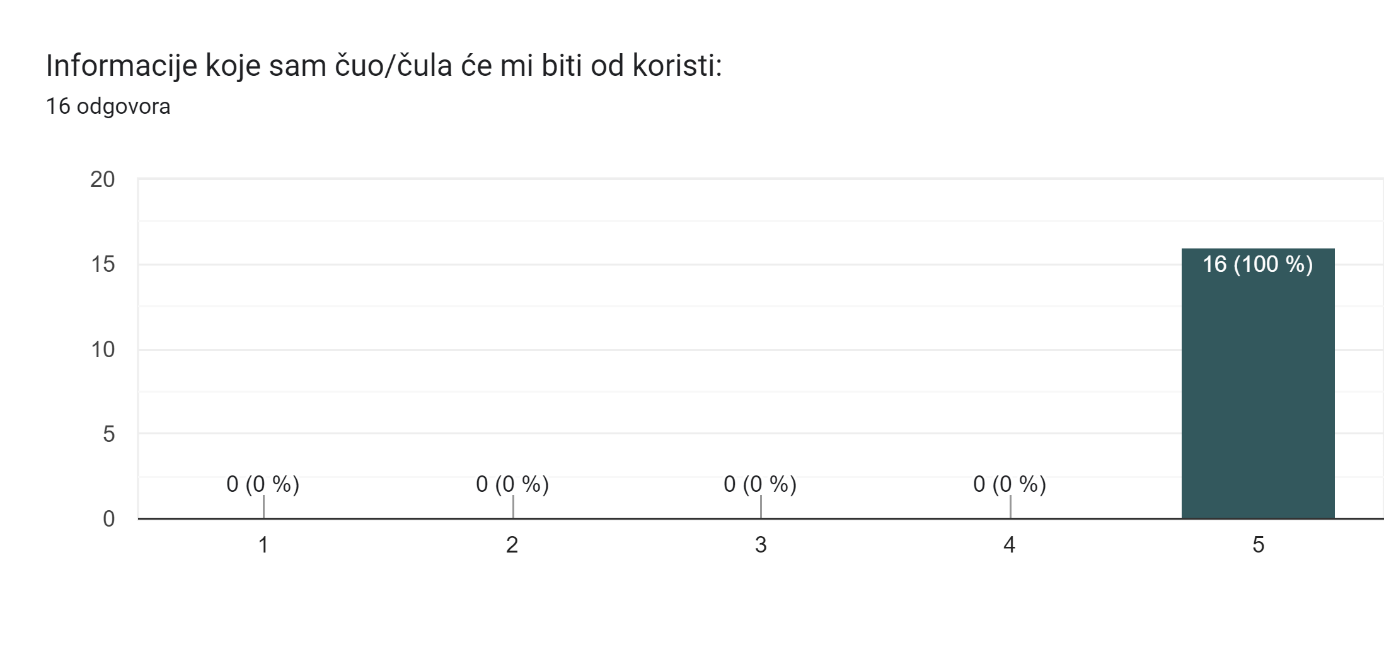 Informacije koje sam čuo/čula će mi biti od koristi:
16 odgovora
20
15
10
5
0
0 (0 %)
0 (0 %)
0 (0 %)
0 (0 %)
16 (100 %)
1
2
3
4
5